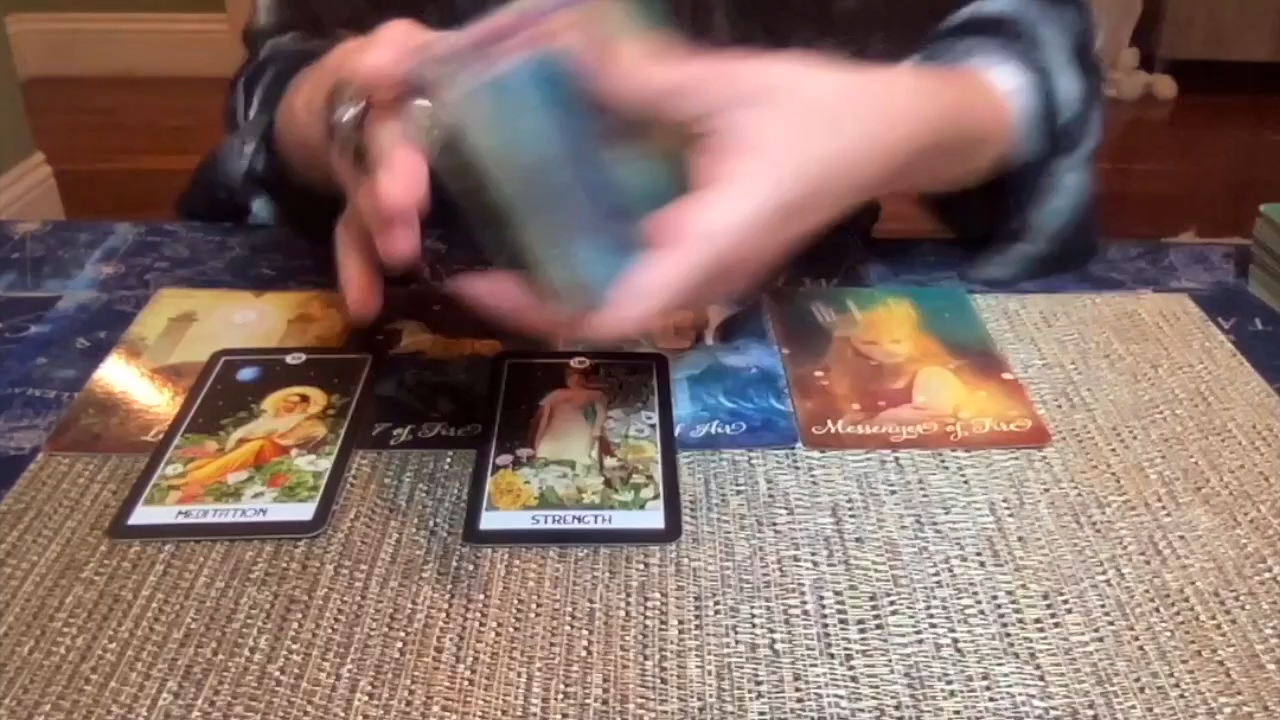 7 of Fire
f Air
Messenger of Fire
MEDITATION
STRENGTH